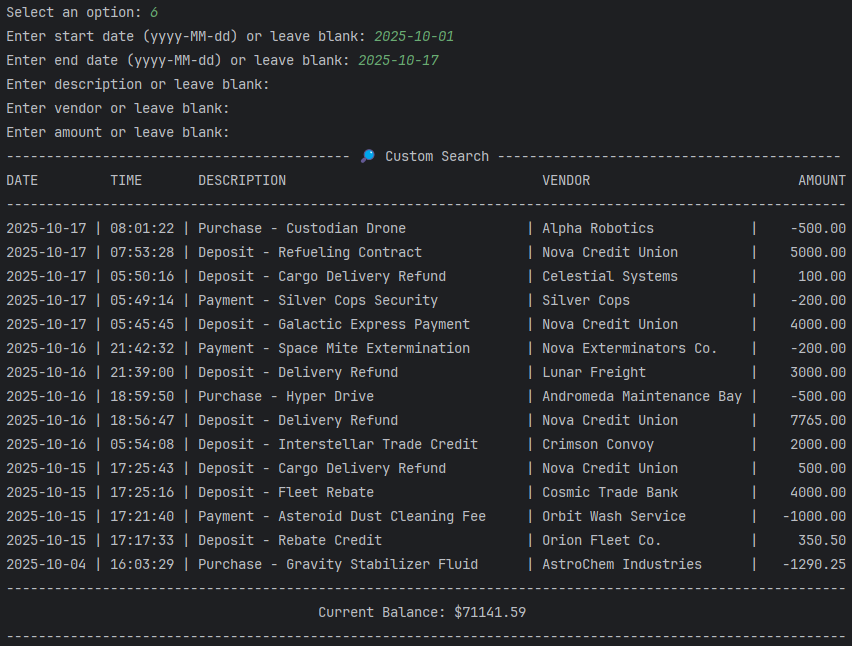 Select an option: 6
Enter start date (yyyy-MM-dd) or leave blank: 2025-10-01
Enter end date (yyyy-MM-dd) or leave blank: 2025-10-17
Enter description or leave blank:
Enter vendor or leave blank:
Enter amount or leave blank:
------------------------------------------- 🔎 Custom Search -------------------------------------------
DATE         TIME       DESCRIPTION                                VENDOR                          AMOUNT
---------------------------------------------------------------------------------------------------------
2025-10-17 | 08:01:22 | Purchase - Custodian Drone               | Alpha Robotics            |    -500.00
2025-10-17 | 07:53:28 | Deposit - Refueling Contract             | Nova Credit Union         |    5000.00
2025-10-17 | 05:50:16 | Deposit - Cargo Delivery Refund          | Celestial Systems         |     100.00
2025-10-17 | 05:49:14 | Payment - Silver Cops Security           | Silver Cops               |    -200.00
2025-10-17 | 05:45:45 | Deposit - Galactic Express Payment       | Nova Credit Union         |    4000.00
2025-10-16 | 21:42:32 | Payment - Space Mite Extermination       | Nova Exterminators Co.    |    -200.00
2025-10-16 | 21:39:00 | Deposit - Delivery Refund                | Lunar Freight             |    3000.00
2025-10-16 | 18:59:50 | Purchase - Hyper Drive                   | Andromeda Maintenance Bay |    -500.00
2025-10-16 | 18:56:47 | Deposit - Delivery Refund                | Nova Credit Union         |    7765.00
2025-10-16 | 05:54:08 | Deposit - Interstellar Trade Credit      | Crimson Convoy            |    2000.00
2025-10-15 | 17:25:43 | Deposit - Cargo Delivery Refund          | Nova Credit Union         |     500.00
2025-10-15 | 17:25:16 | Deposit - Fleet Rebate                   | Cosmic Trade Bank         |    4000.00
2025-10-15 | 17:21:40 | Payment - Asteroid Dust Cleaning Fee     | Orbit Wash Service        |   -1000.00
2025-10-15 | 17:17:33 | Deposit - Rebate Credit                  | Orion Fleet Co.           |     350.50
2025-10-04 | 16:03:29 | Purchase - Gravity Stabilizer Fluid      | AstroChem Industries      |   -1290.25
---------------------------------------------------------------------------------------------------------
Current Balance: $71141.59
---------------------------------------------------------------------------------------------------------